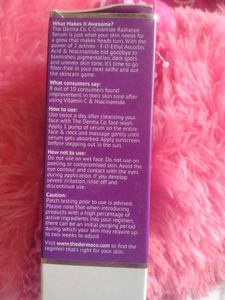 What Makes It Awesome?
The Derma Co C-Cinamide Radiance
Serum is just what your skin needs for
a glow that makes heads turn. With the
power of 2 actives - 3-O-Ethyl Ascorbic
Acid & Niacinamide bid goodbye to
blemishes, pigmentation, dark spots
and uneven skin tone. It's time to go
filter-free in your next selfie and ace
the skincare game.
What consumers say:
8 out of 10 consumers found
improvement in their skin tone after
using Vitamin C & Niacinamide
How to use:
Use twice a day after cleansing your
face with The Derma Co. face wash.
Apply 1 pump of serum on the entire
face & neck and massage gently until
serum gets absorbed. Apply sunscreen
before stepping out in the sun.
How not to use:
Do not use on wet face. Do not use on
peeling or compromised skin. Avoid the
eye contour and contact with the eyes
during application. If you develop
severe irritation, rinse off and
discontinue use.
Caution:
Patch testing prior to use is advised.
Please note that when introducing
products with a high percentage of
active ingredients into your regimen,
there can be an initial purging period
during which your skin may require up
to two weeks to adjust.
Visit www.thedermaco.com to find the
regimen that's right for your skin.